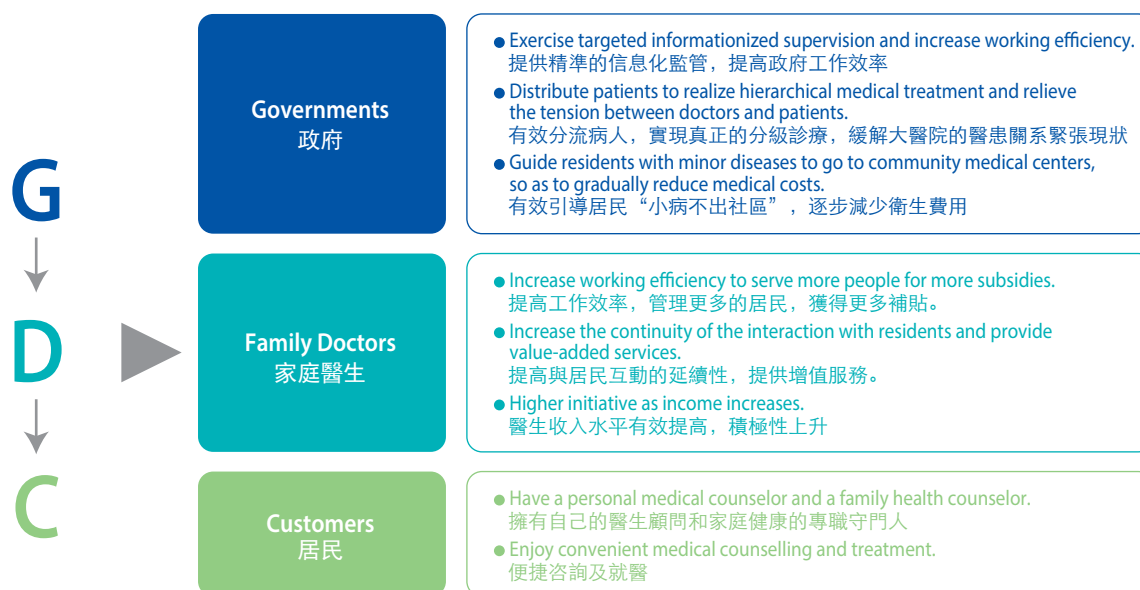 G
D
C
Governments
政府
● Exercise targeted informationized supervision and increase working efficiency.
提供精準的信息化監管，提高政府工作效率
● Distribute patients to realize hierarchical medical treatment and relieve
the tension between doctors and patients.
有效分流病人，實現真正的分級診療，緩解大醫院的醫患關系緊張現狀
● Guide residents with minor diseases to go to community medical centers,
so as to gradually reduce medical costs.
有效引導居民“小病不出社區”，逐步減少衛生費用
Family Doctors
家庭醫生
● Increase working efficiency to serve more people for more subsidies.
提高工作效率，管理更多的居民，獲得更多補貼。
● Increase the continuity of the interaction with residents and provide
value-added services.
提高與居民互動的延續性，提供增值服務。
● Higher initiative as income increases.
醫生收入水平有效提高，積極性上升
Customers
居民
● Have a personal medical counselor and a family health counselor.
擁有自己的醫生顧問和家庭健康的專職守門人
● Enjoy convenient medical counselling and treatment.
便捷咨詢及就醫